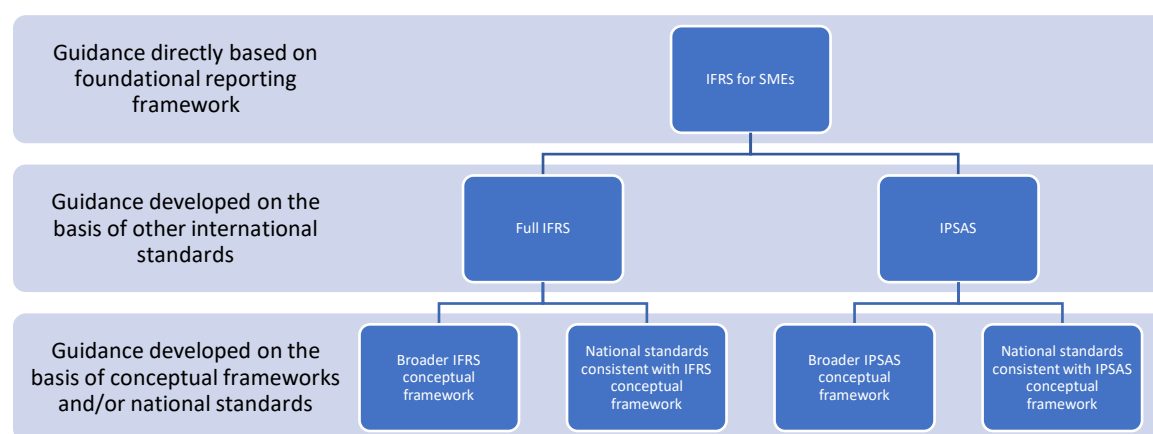 Guidance directly based on
foundational reporting
framework
IFRS for SMEs
Guidance developed on the
basis of other international
standards
Full IFRS
IPSAS
Guidance developed on the
basis of conceptual frameworks
and/or national standards
Broader IFRS
conceptual
framework
National standards
consistent with IFRS
conceptual
framework
Broader IPSAS
conceptual
framework
National standards
consistent with IPSAS
conceptual
framework